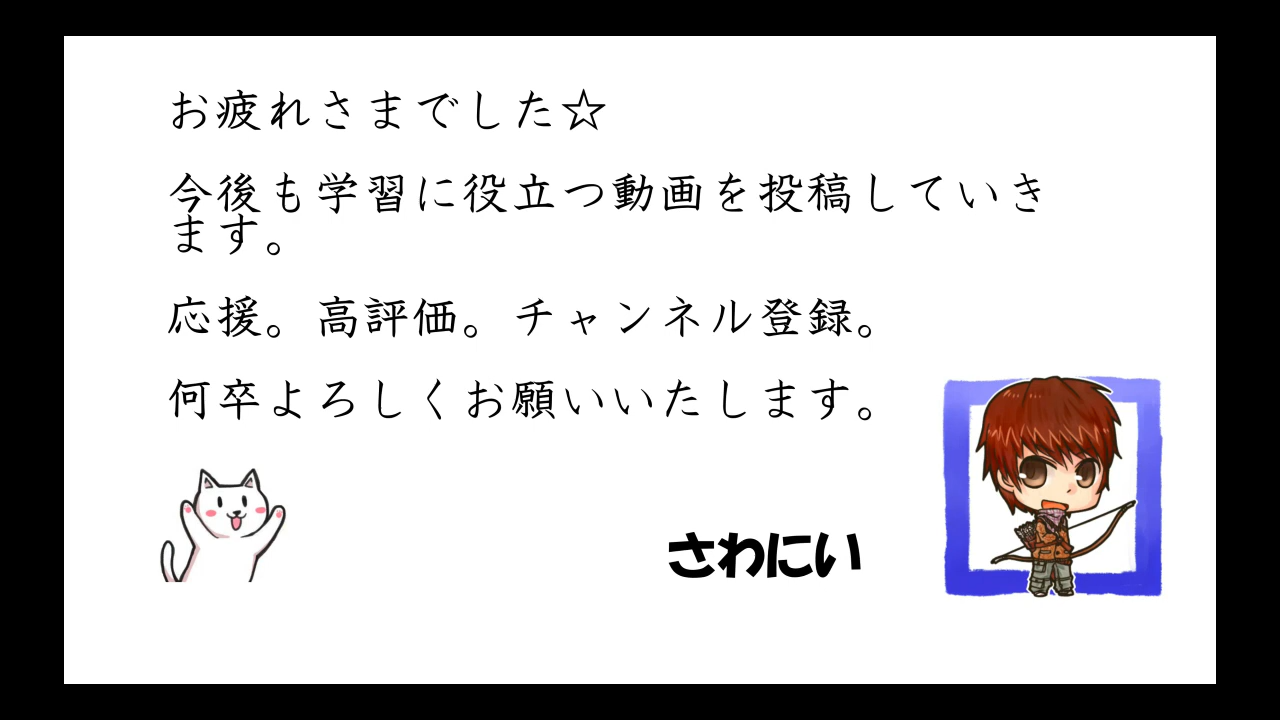 お疲れさまでした☆
今後も学習に役立つ動画を投稿していき
ます。
応援。高評価。チャンネル登録。
何卒よろしくお願いいたします。
さわにい